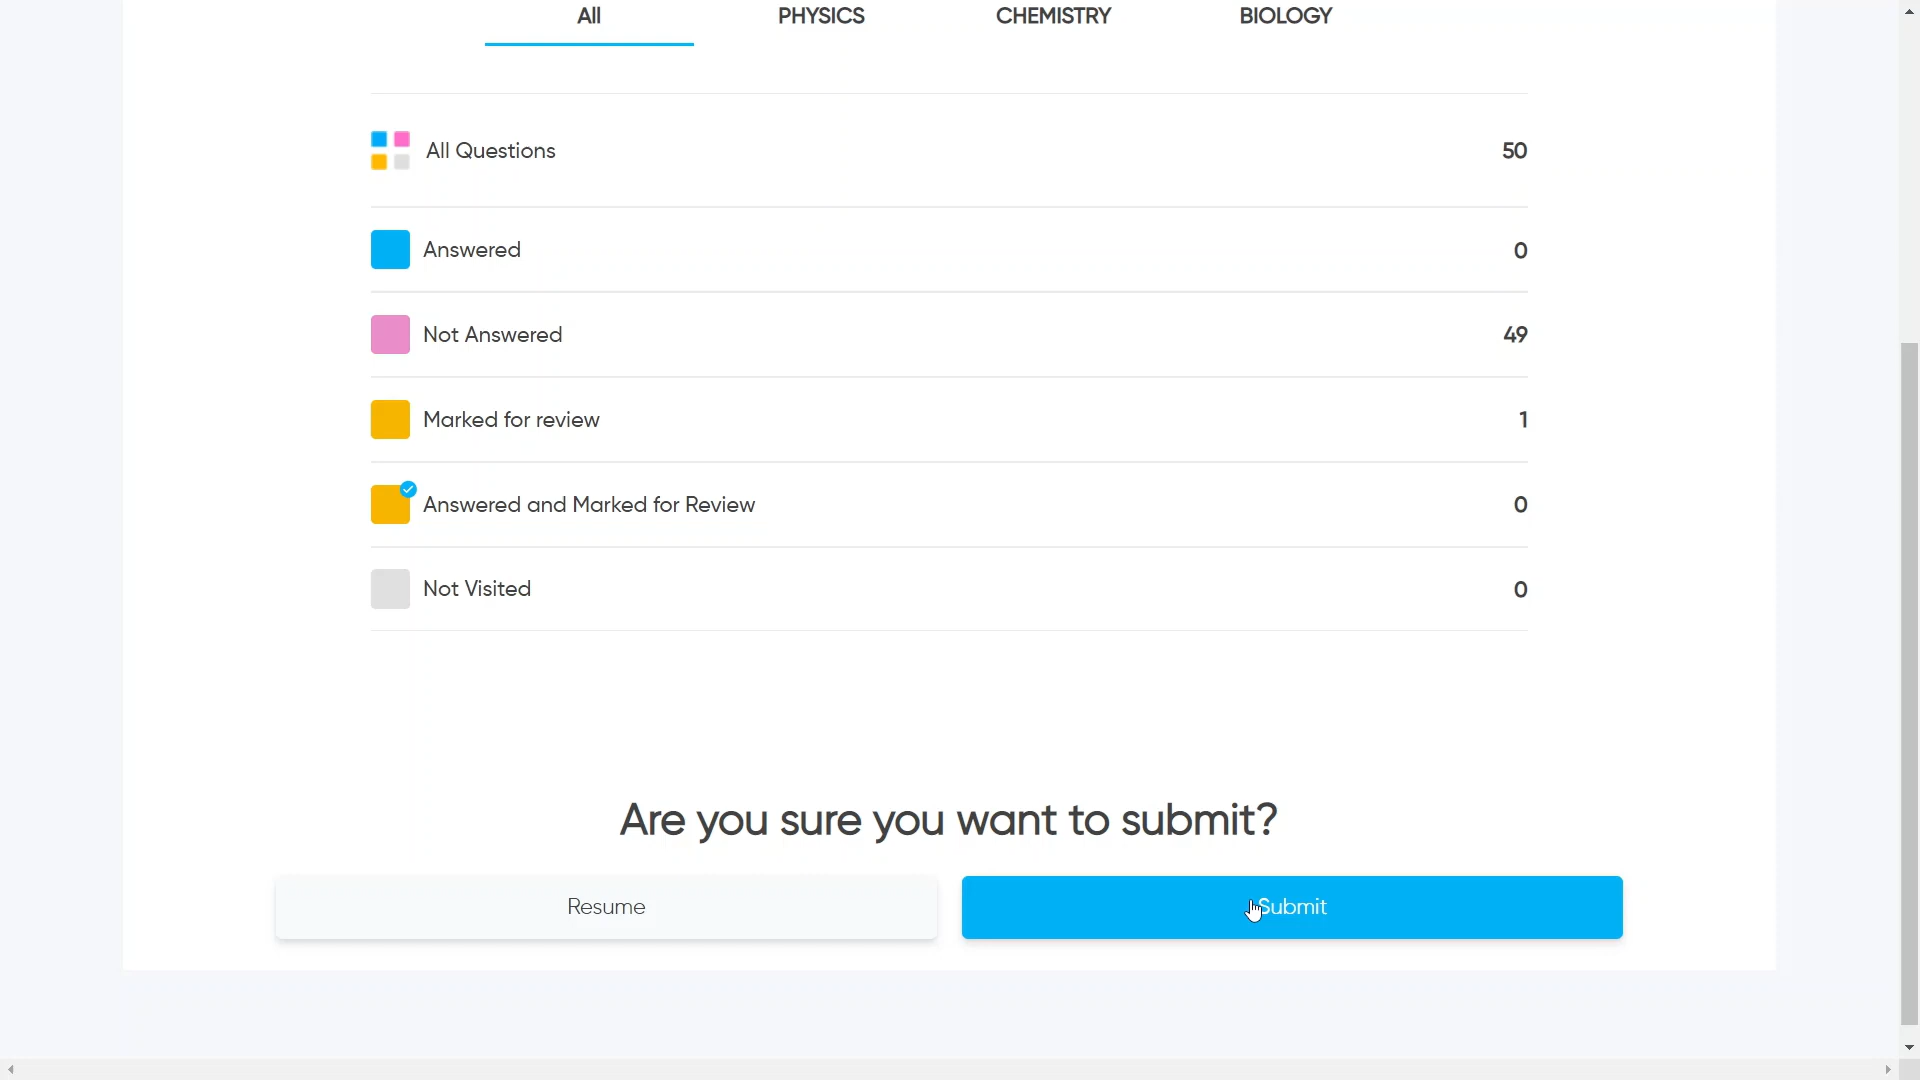 All PHYSICS CHEMISTRY BIOLOGY
All Questions 50
Answered 0
Not Answered 49
Marked for review 1
Answered and Marked for Review 0
Not Visited 0
Are you sure you want to submit?
Resume Submit